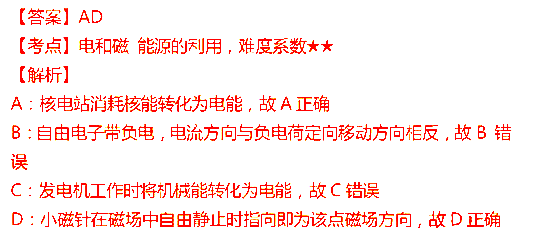 【答案】AD
【考点】电和磁 能源的利用，难度系数★★
【解析】
A：核电站消耗核能转化为电能，故A正确
B：自由电子带负电，电流方向与负电荷定向移动方向相反，故B 错
误
C：发电机工作时将机械能转化为电能，故C错误
D：小磁针在磁场中自由静止时指向即为该点磁场方向，故D正确